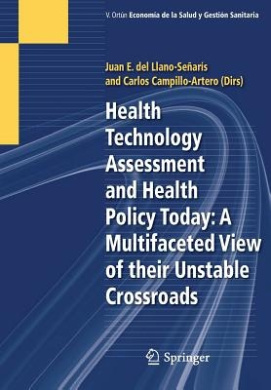 V. Ortún Economía de la Salud y Gestión Sanitaria
Juan E. del Llano-Señarís
and Carlos Campillo-Artero (Dirs)
Health
Technology
Assessment
and Health
Policy Today: A
Multifaceted View
of their Unstable
Crossroads
Springer